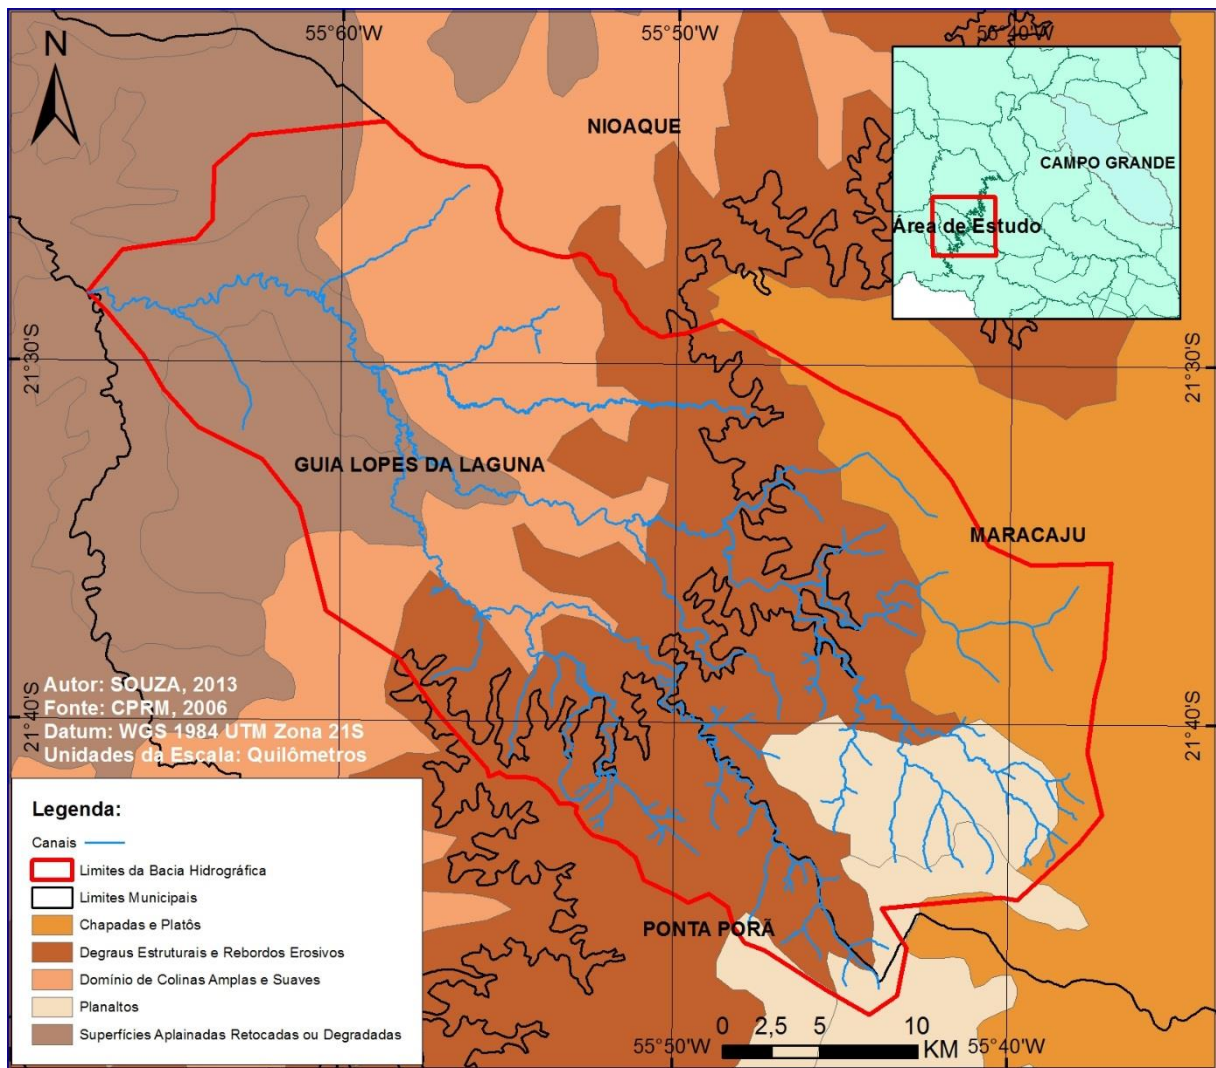 55°60'W
55°50'W
55°40'W
N
NIOAQUE
CAMPO GRANDE
Área de Estudo
21°30'S
21°30'S
GUIA LOPES DA LAGUNA
MARACAJU
Autor: SOUZA, 2013
Fonte: CPRM, 2006
Datum: WGS 1984 UTM Zona 21S
Unidades da Escala: Quilômetros
21°40'S
21°40'S
Legenda:
Canais
Limites da Bacia Hidrográfica
Limites Municipais
Chapadas e Platôs
Degraus Estruturais e Rebordos Erosivos
Domínio de Colinas Amplas e Suaves
Planaltos
Superfícies Aplainadas Retocadas ou Degradadas
PONTA PORÃ
0 2,5 5 10
KM
55°50'W
55°40'W